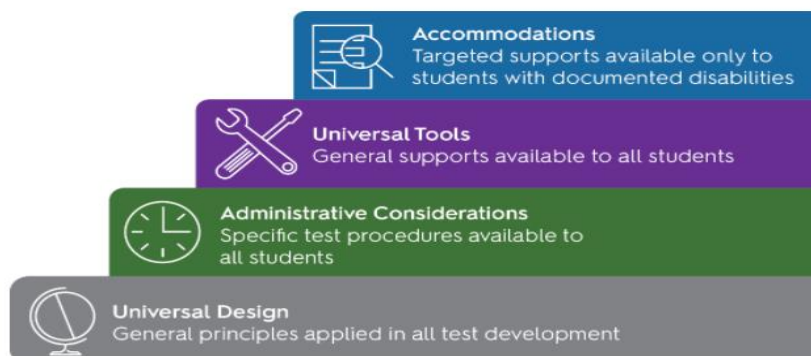 Accommodations
Targeted supports available only to
students with documented disabilities
Universal Tools
General supports available to all students
Administrative Considerations
Specific test procedures available to
all students
Universal Design
General principles applied in all test development